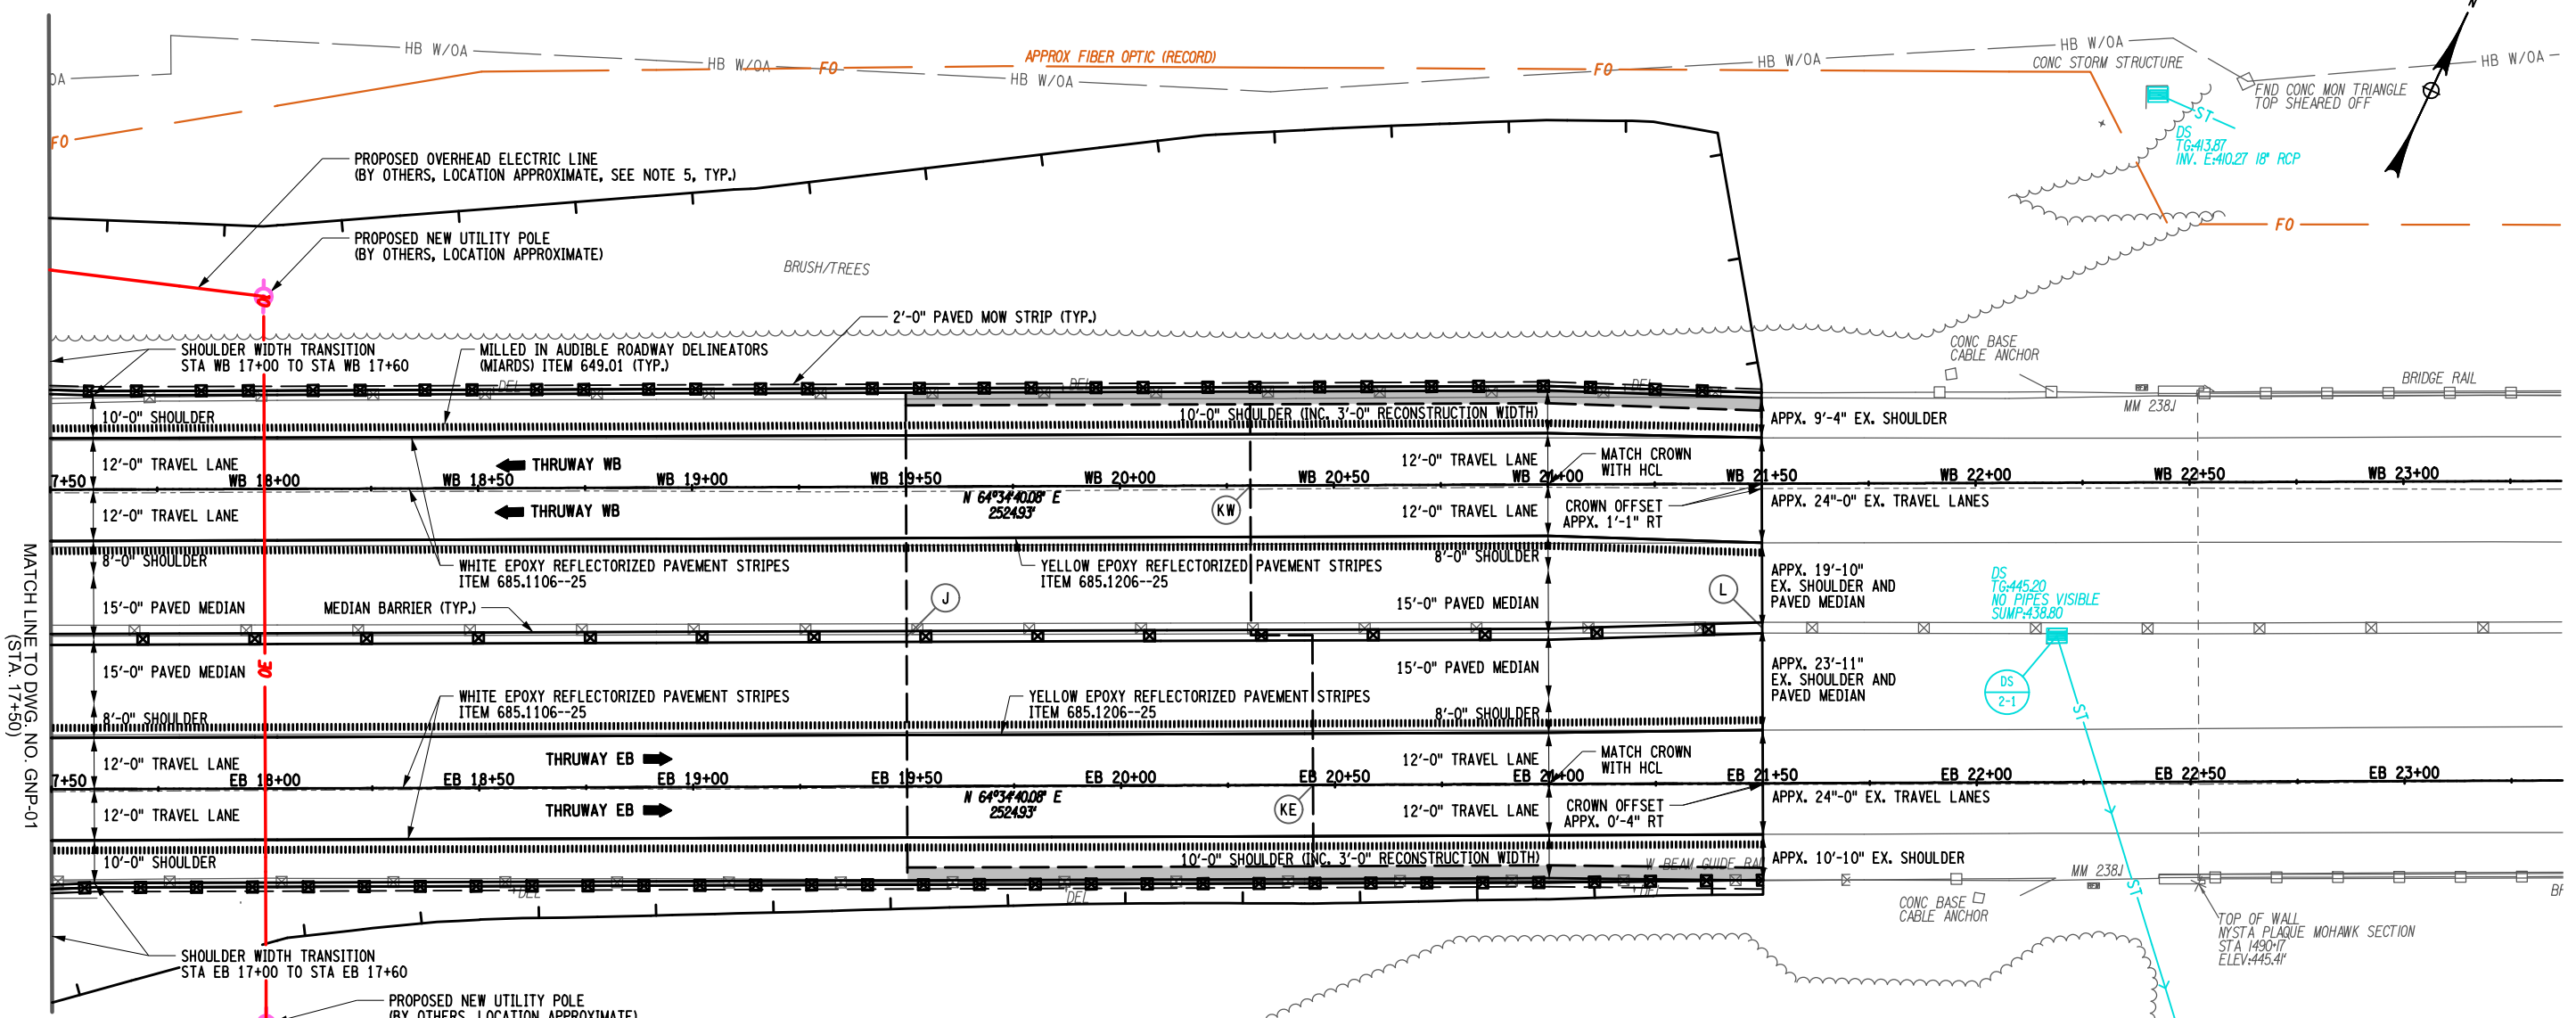 N
HB W/OA
HB W/OA
HB W/OA
HB W/OA
HB W/OA
HB W/OA
OA
APPROX FIBER OPTIC (RECORD)
FO
FO
FO
FO
CONC STORM STRUCTURE
FND CONC MON TRIANGLE
TOP SHEARED OFF
ST
DS
TG:413.87
INV. E:410.27 18" RCP
PROPOSED OVERHEAD ELECTRIC LINE
(BY OTHERS, LOCATION APPROXIMATE, SEE NOTE 5, TYP.)
PROPOSED NEW UTILITY POLE
(BY OTHERS, LOCATION APPROXIMATE)
BRUSH/TREES
2'-0" PAVED MOW STRIP (TYP.)
SHOULDER WIDTH TRANSITION
STA WB 17+00 TO STA WB 17+60
MILLED IN AUDIBLE ROADWAY DELINEATORS
(MIARDS) ITEM 649.01 (TYP.)
CONC BASE
CABLE ANCHOR
BRIDGE RAIL
MM 238.1
DEL
DEL
DEL
10'-0" SHOULDER
10'-0" SHOULDER (INC. 3'-0" RECONSTRUCTION WIDTH)
APPX. 9'-4" EX. SHOULDER
12'-0" TRAVEL LANE
THRUWAY WB
12'-0" TRAVEL LANE
MATCH CROWN
WITH HCL
7+50
WB 18+00
WB 18+50
WB 19+00
WB 19+50
WB 20+00
WB 20+50
WB 21+00
WB 21+50
WB 22+00
WB 22+50
WB 23+00
N 64°34'40.08" E
2524.93'
12'-0" TRAVEL LANE
THRUWAY WB
KW
12'-0" TRAVEL LANE
CROWN OFFSET
APPX. 1'-1" RT
APPX. 24"-0" EX. TRAVEL LANES
8'-0" SHOULDER
8'-0" SHOULDER
WHITE EPOXY REFLECTORIZED PAVEMENT STRIPES
ITEM 685.1106--25
YELLOW EPOXY REFLECTORIZED PAVEMENT STRIPES
ITEM 685.1206--25
APPX. 19'-10"
EX. SHOULDER AND
PAVED MEDIAN
DS
TG:445.20
NO PIPES VISIBLE
SUMP:438.80
15'-0" PAVED MEDIAN
MEDIAN BARRIER (TYP.)
J
15'-0" PAVED MEDIAN
L
MATCH LINE TO DWG. NO. GNP-01
(STA. 17+50)
OE
15'-0" PAVED MEDIAN
15'-0" PAVED MEDIAN
APPX. 23'-11"
EX. SHOULDER AND
PAVED MEDIAN
DS
2-1
ST
WHITE EPOXY REFLECTORIZED PAVEMENT STRIPES
ITEM 685.1106--25
YELLOW EPOXY REFLECTORIZED PAVEMENT STRIPES
ITEM 685.1206--25
8'-0" SHOULDER
8'-0" SHOULDER
12'-0" TRAVEL LANE
THRUWAY EB
12'-0" TRAVEL LANE
MATCH CROWN
WITH HCL
7+50
EB 18+00
EB 18+50
EB 19+00
EB 19+50
EB 20+00
EB 20+50
EB 21+00
EB 21+50
EB 22+00
EB 22+50
EB 23+00
N 64°34'40.08" E
2524.93'
12'-0" TRAVEL LANE
THRUWAY EB
KE
12'-0" TRAVEL LANE
CROWN OFFSET
APPX. 0'-4" RT
APPX. 24"-0" EX. TRAVEL LANES
10'-0" SHOULDER
10'-0" SHOULDER (INC. 3'-0" RECONSTRUCTION WIDTH)
W BEAM GUIDE RAIL
APPX. 10'-10" EX. SHOULDER
MM 238.1
ST
DEL
DEL
DEL
CONC BASE
CABLE ANCHOR
TOP OF WALL
NYSTA PLAQUE MOHAWK SECTION
STA 1490+17
ELEV:445.41'
SHOULDER WIDTH TRANSITION
STA EB 17+00 TO STA EB 17+60
PROPOSED NEW UTILITY POLE
(BY OTHERS, LOCATION APPROXIMATE)